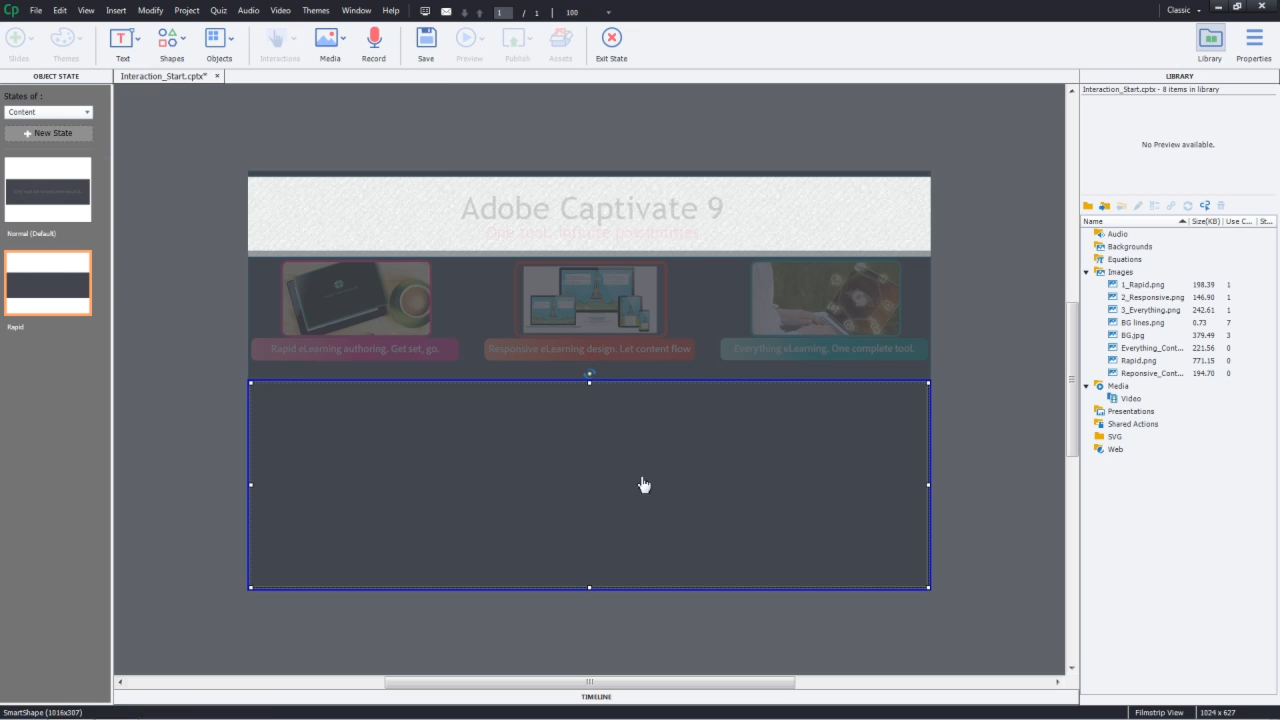 Cp File Edit View Insert Modify Project Quiz Audio Video Themes Window Help 1 / 1 100 Classic
Slides Themes Text Shapes Objects Interactions Media Record Save Preview Publish Assets Exit State Library Properties
OBJECT STATE
Interaction_Start.cptx*
LIBRARY
States of :
Content
New State
Normal (Default)
Rapid
Adobe Captivate 9
Rapid eLearning authoring. Get set, go.
Responsive eLearning design. Let content flow
Everything eLearning. One complete tool.
Interaction_Start.cptx - 8 items in library
No Preview available.
Name Size(KB) Use C... St...
Audio
Backgrounds
Equations
Images
1_Rapid.png 198.39 1
2_Responsive.png 146.90 1
3_Everything.png 242.61 1
BG lines.png 0.73 7
BG.jpg 379.49 3
Everything_Cont... 221.56 0
Rapid.png 771.15 0
Reponsive_Cont... 194.70 0
Media
Video
Presentations
Shared Actions
SVG
Web
TIMELINE
SmartShape (1016x307)
Filmstrip View 1024 x 627